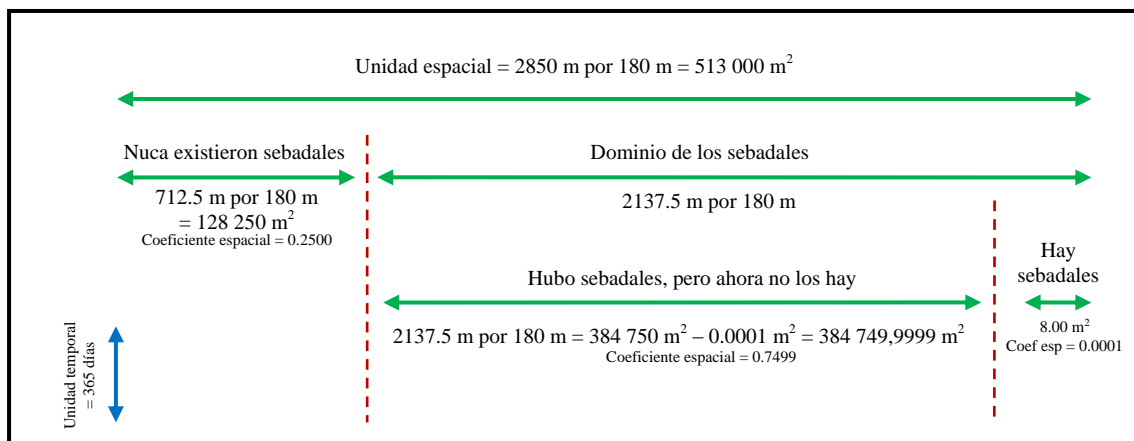 Unidad espacial = 2850 m por 180 m = 513 000 m²
Nuca existieron sebadales
712.5 m por 180 m
= 128 250 m²
Coeficiente espacial = 0.2500
Dominio de los sebadales
2137.5 m por 180 m
Hubo sebadales, pero ahora no los hay
2137.5 m por 180 m = 384 750 m² – 0.0001 m² = 384 749,9999 m²
Coeficiente espacial = 0.7499
Hay
sebadales
8.00 m²
Coef esp = 0.0001
Unidad temporal
= 365 días